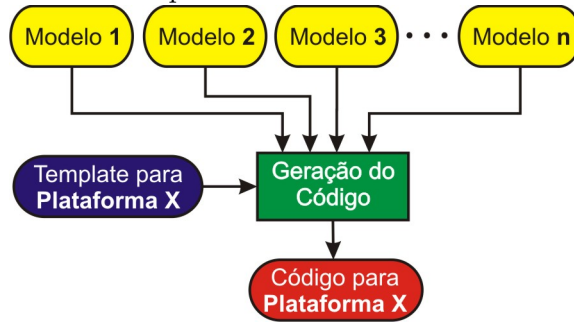 Modelo 1
Modelo 2
Modelo 3
• • •
Modelo n
Template para
Plataforma X
Geração do
Código
Código para
Plataforma X